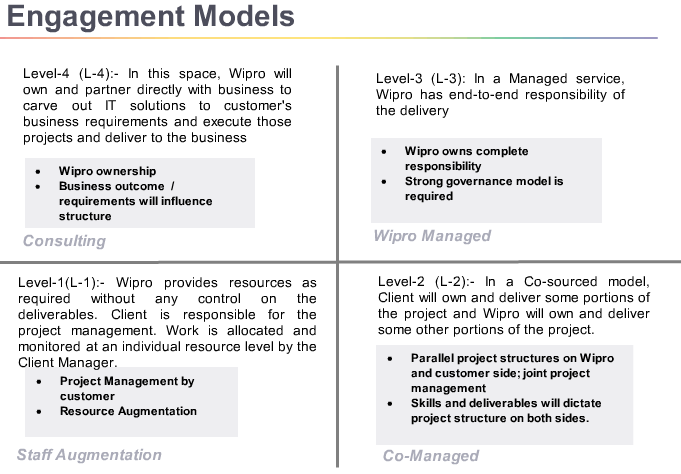 Engagement Models
Level-4 (L-4):- In this space, Wipro will
own and partner directly with business to
carve out IT solutions to customer's
business requirements and execute those
projects and deliver to the business
• Wipro ownership
• Business outcome /
requirements will influence
structure
Consulting
Level-3 (L-3): In a Managed service,
Wipro has end-to-end responsibility of
the delivery
• Wipro owns complete
responsibility
• Strong governance model is
required
Wipro Managed
Level-1(L-1):- Wipro provides resources as
required without any control on the
deliverables. Client is responsible for the
project management. Work is allocated and
monitored at an individual resource level by the
Client Manager.
• Project Management by
customer
• Resource Augmentation
Staff Augmentation
Level-2 (L-2):- In a Co-sourced model,
Client will own and deliver some portions of
the project and Wipro will own and deliver
some other portions of the project.
• Parallel project structures on Wipro
and customer side; joint project
management
• Skills and deliverables will dictate
project structure on both sides.
Co-Managed